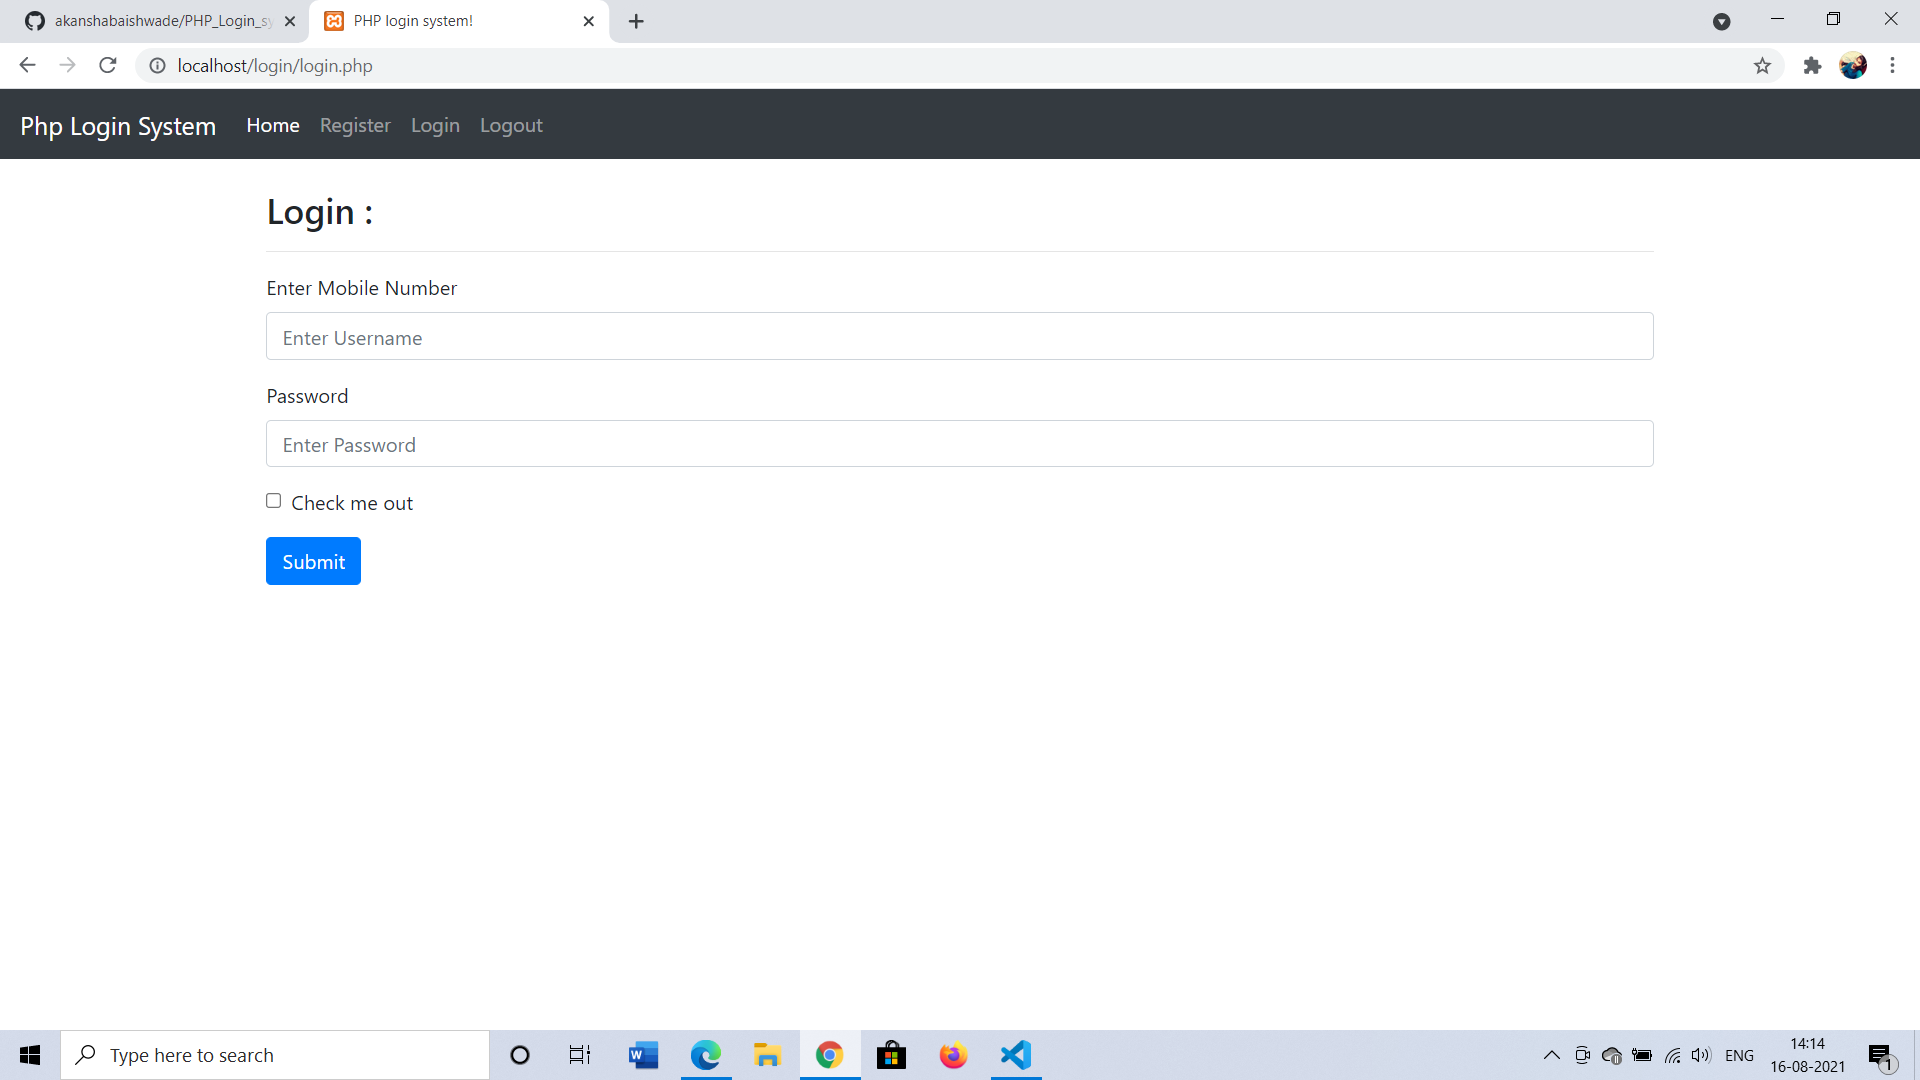 akanshabaishwade/PHP_Login_sy
PHP login system!
localhost/login/login.php
Php Login System Home Register Login Logout
Login :
Enter Mobile Number
Enter Username
Password
Enter Password
Check me out
Submit
Type here to search
W
ENG
14:14
16-08-2021
1